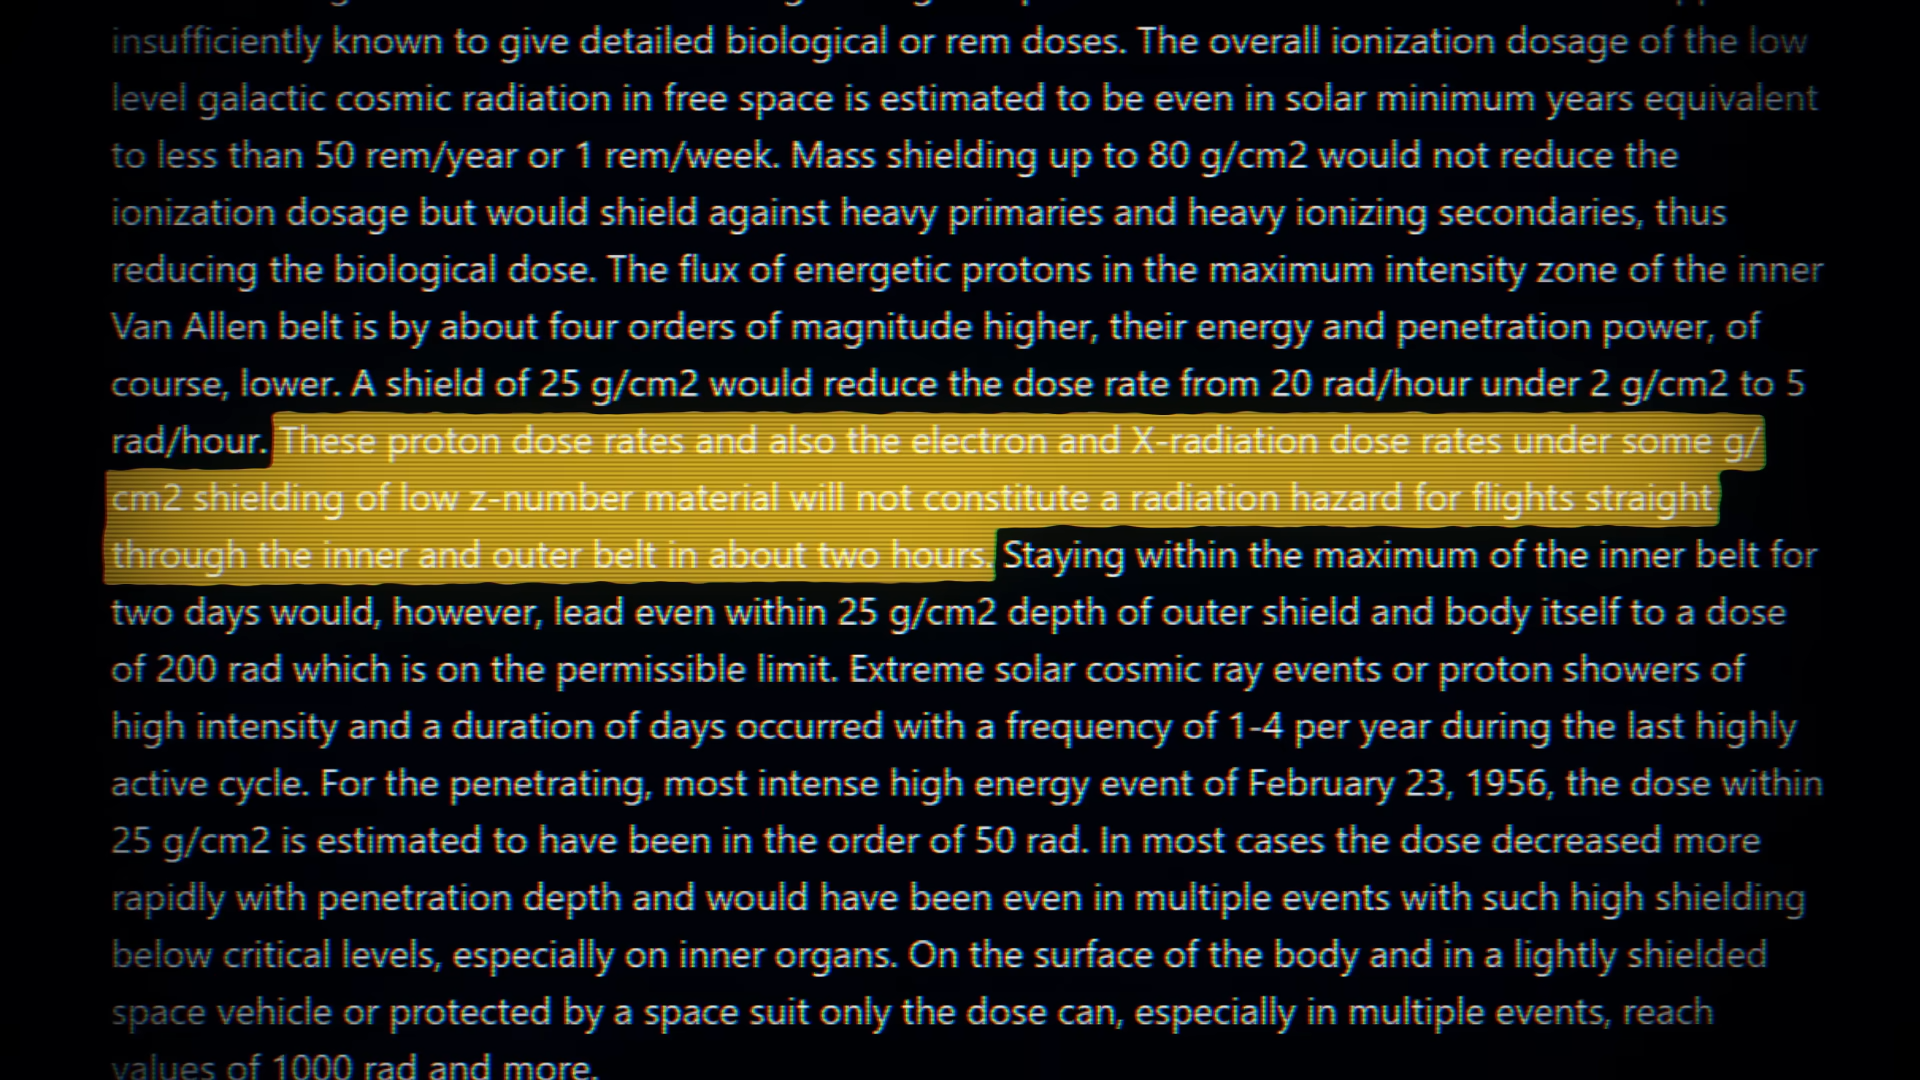 insufficiently known to give detailed biological or rem doses. The overall ionization dosage of the low
level galactic cosmic radiation in free space is estimated to be even in solar minimum years equivalent
to less than 50 rem/year or 1 rem/week. Mass shielding up to 80 g/cm2 would not reduce the
ionization dosage but would shield against heavy primaries and heavy ionizing secondaries, thus
reducing the biological dose. The flux of energetic protons in the maximum intensity zone of the inner
Van Allen belt is by about four orders of magnitude higher, their energy and penetration power, of
course, lower. A shield of 25 g/cm2 would reduce the dose rate from 20 rad/hour under 2 g/cm2 to 5
rad/hour. These proton dose rates and also the electron and X-radiation dose rates under some g/
cm2 shielding of low z-number material will not constitute a radiation hazard for flights straight
through the inner and outer belt in about two hours. Staying within the maximum of the inner belt for
two days would, however, lead even within 25 g/cm2 depth of outer shield and body itself to a dose
of 200 rad which is on the permissible limit. Extreme solar cosmic ray events or proton showers of
high intensity and a duration of days occurred with a frequency of 1-4 per year during the last highly
active cycle. For the penetrating, most intense high energy event of February 23, 1956, the dose within
25 g/cm2 is estimated to have been in the order of 50 rad. In most cases the dose decreased more
rapidly with penetration depth and would have been even in multiple events with such high shielding
below critical levels, especially on inner organs. On the surface of the body and in a lightly shielded
space vehicle or protected by a space suit only the dose can, especially in multiple events, reach
values of 1000 rad and more.